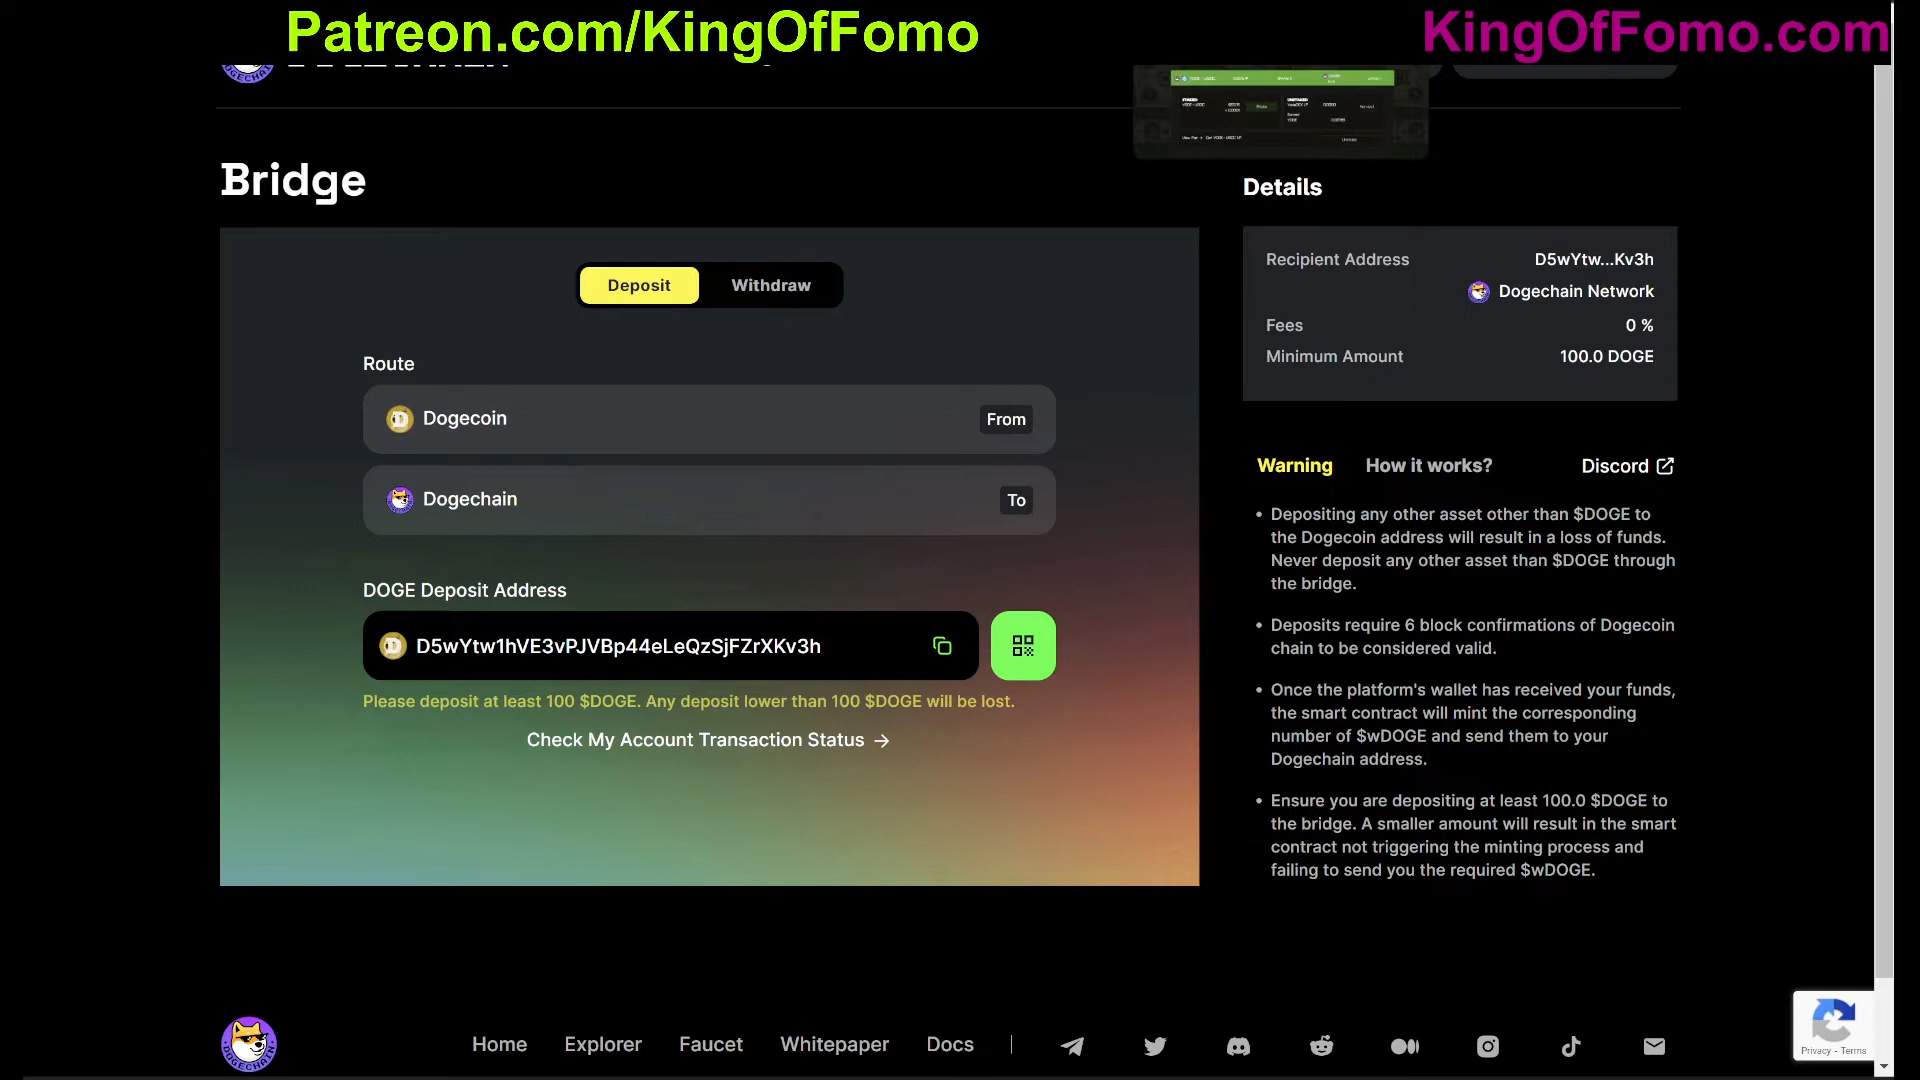 Patreon.com/KingOfFomo
KingOfFomo.com
Bridge
Deposit
Withdraw
Route
Dogecoin
From
Dogechain
To
DOGE Deposit Address
D5wYtw1hVE3vPJVBp44eLeQzSjFZrXKv3h
Please deposit at least 100 $DOGE. Any deposit lower than 100 $DOGE will be lost.
Check My Account Transaction Status →
Details
Recipient Address D5wYtw...Kv3h
Dogechain Network
Fees 0 %
Minimum Amount 100.0 DOGE
Warning How it works? Discord
• Depositing any other asset other than $DOGE to
the Dogecoin address will result in a loss of funds.
Never deposit any other asset than $DOGE through
the bridge.
• Deposits require 6 block confirmations of Dogecoin
chain to be considered valid.
• Once the platform's wallet has received your funds,
the smart contract will mint the corresponding
number of $wDOGE and send them to your
Dogechain address.
• Ensure you are depositing at least 100.0 $DOGE to
the bridge. A smaller amount will result in the smart
contract not triggering the minting process and
failing to send you the required $wDOGE.
DOGECHAIN
Home Explorer Faucet Whitepaper Docs |
Privacy - Terms